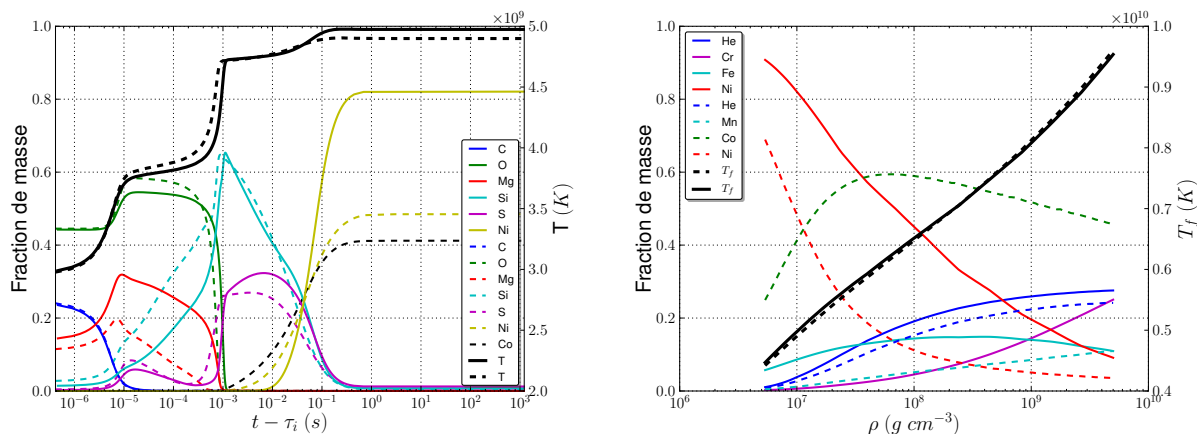 ×10⁹
1.0
0.8
0.6
0.4
0.2
0.0
Fraction de masse
5.0
4.5
4.0
3.5
3.0
2.5
2.0
T (K)
C
O
Mg
Si
S
Ni
C
O
Mg
Si
S
Ni
Co
T
T
10⁻⁶ 10⁻⁵ 10⁻⁴ 10⁻³ 10⁻² 10⁻¹ 10⁰ 10¹ 10² 10³
t − τᵢ (s)
×10¹⁰
1.0
0.8
0.6
0.4
0.2
0.0
Fraction de masse
He
Cr
Fe
Ni
He
Mn
Co
Ni
T_f
T_f
1.0
0.9
0.8
0.7
0.6
0.5
0.4
T_f (K)
10⁶ 10⁷ 10⁸ 10⁹ 10¹⁰
ρ (g cm⁻³)